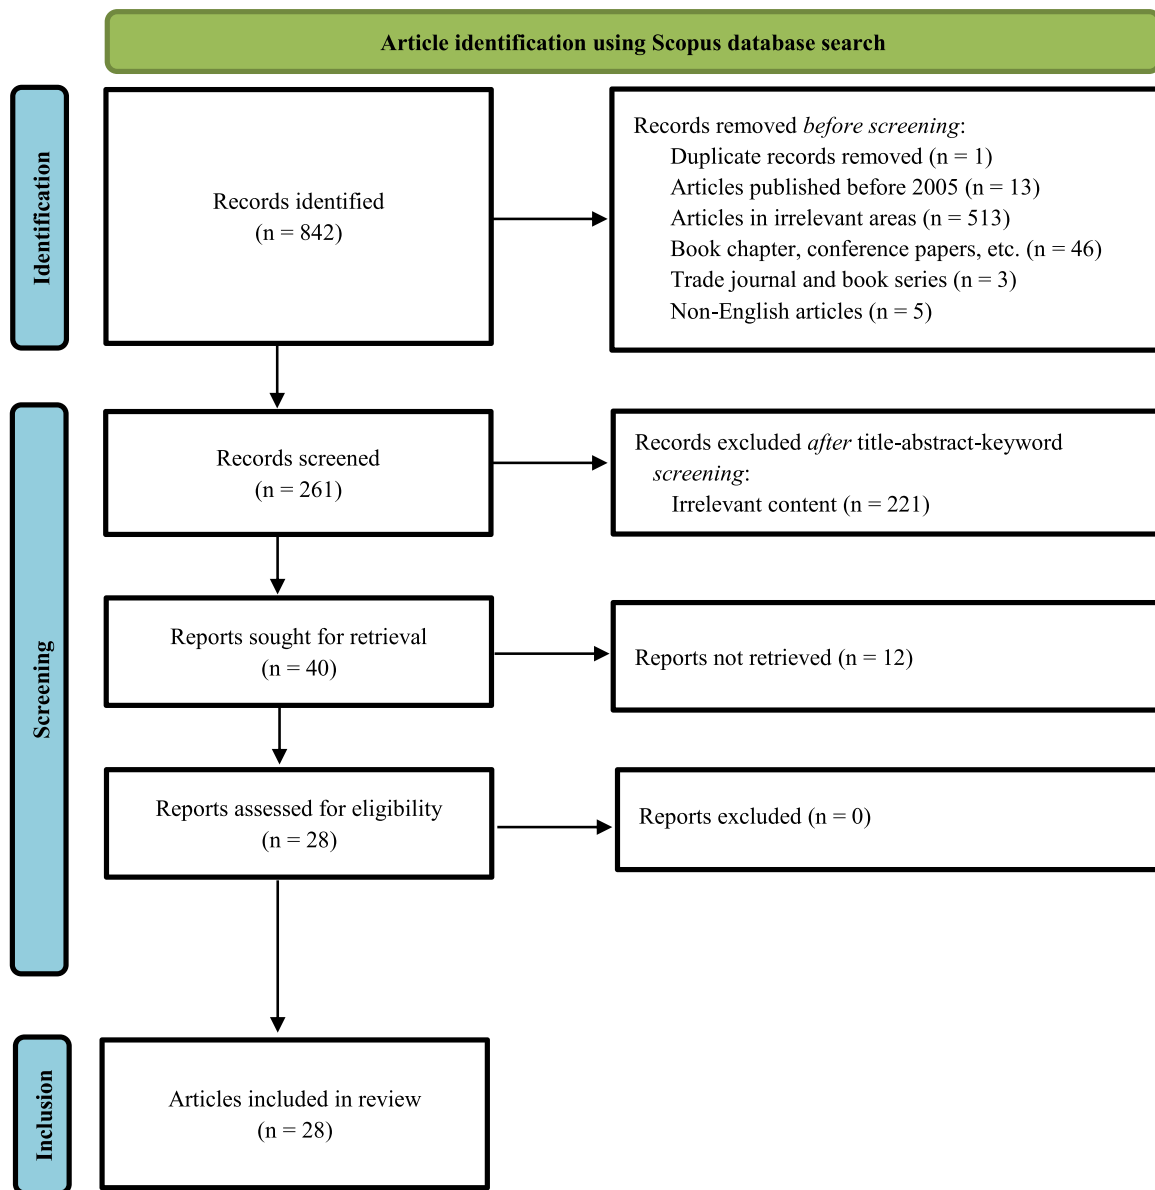 Article identification using Scopus database search
Identification
Records identified
(n = 842)
Records removed before screening:
Duplicate records removed (n = 1)
Articles published before 2005 (n = 13)
Articles in irrelevant areas (n = 513)
Book chapter, conference papers, etc. (n = 46)
Trade journal and book series (n = 3)
Non-English articles (n = 5)
Screening
Records screened
(n = 261)
Records excluded after title-abstract-keyword
screening:
Irrelevant content (n = 221)
Reports sought for retrieval
(n = 40)
Reports not retrieved (n = 12)
Reports assessed for eligibility
(n = 28)
Reports excluded (n = 0)
Inclusion
Articles included in review
(n = 28)